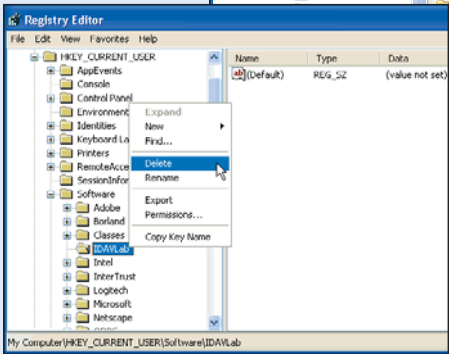 Registry Editor
File Edit View Favorites Help
HKEY_CURRENT_USER
AppEvents
Console
Control Panel
Environment
Identities
Keyboard La
Printers
RemoteAcce
SessionInfor
Software
Adobe
Borland
Classes
IDAVLab
Intel
InterTrust
Logitech
Microsoft
Netscape
Expand
New
Find...
Delete
Rename
Export
Permissions...
Copy Key Name
Name Type Data
ab (Default) REG_SZ (value not set)
My Computer\HKEY_CURRENT_USER\Software\IDAVLab